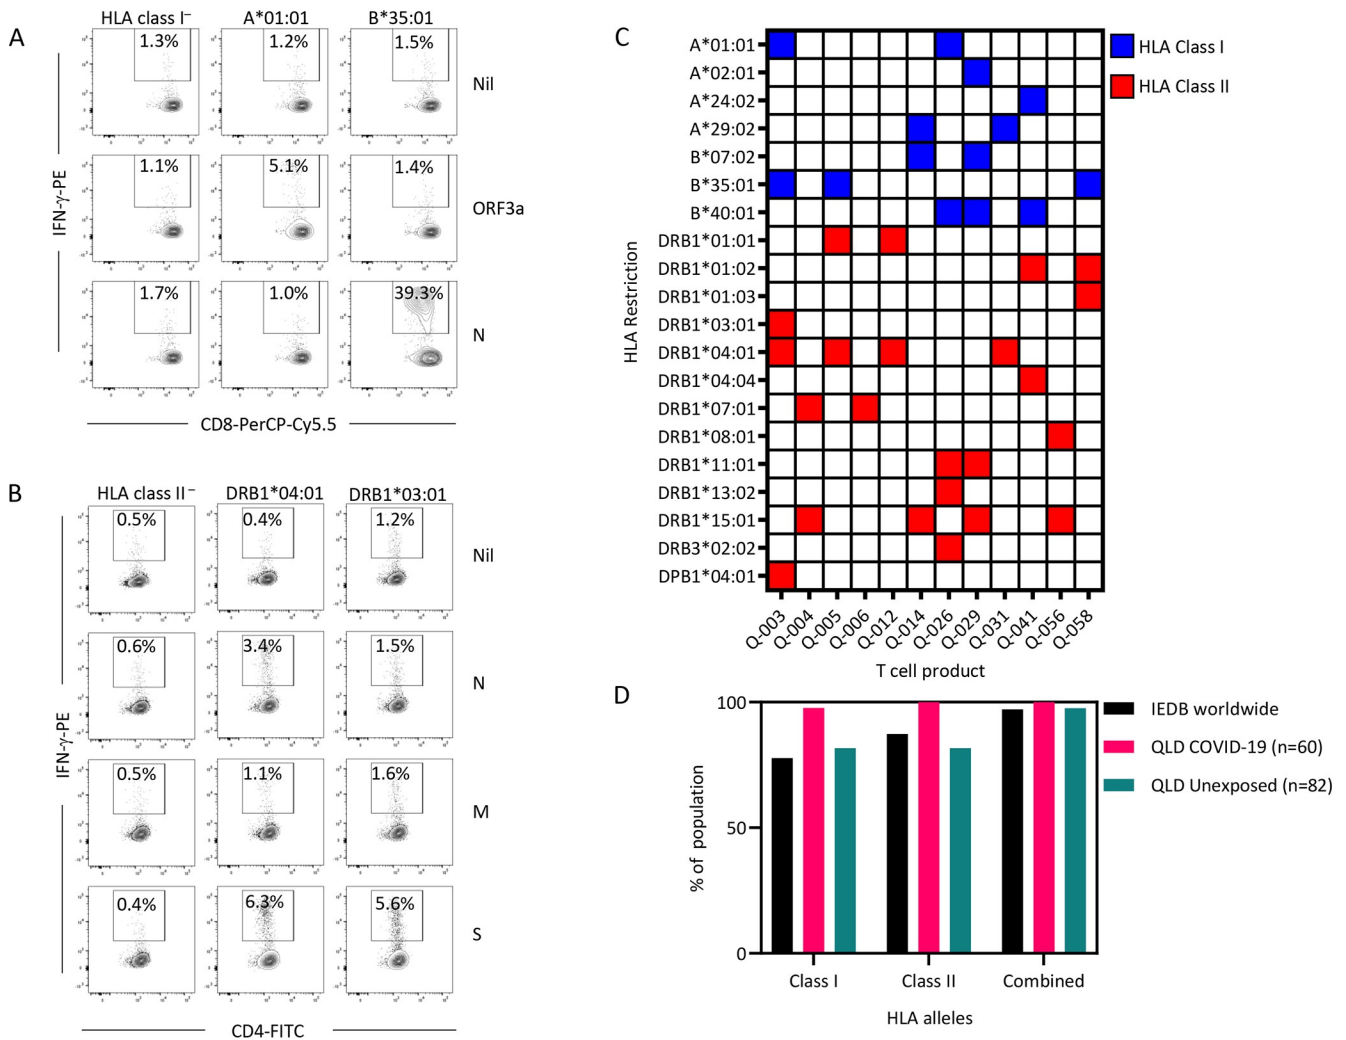 A
HLA class I⁻ A*01:01 B*35:01
1.3% 1.2% 1.5% Nil
1.1% 5.1% 1.4% ORF3a
1.7% 1.0% 39.3% N
IFN-γ-PE
CD8-PerCP-Cy5.5
B
HLA class II⁻ DRB1*04:01 DRB1*03:01
0.5% 0.4% 1.2% Nil
0.6% 3.4% 1.5% N
0.5% 1.1% 1.6% M
0.4% 6.3% 5.6% S
IFN-γ-PE
CD4-FITC
C
HLA Restriction
A*01:01
A*02:01
A*24:02
A*29:02
B*07:02
B*35:01
B*40:01
DRB1*01:01
DRB1*01:02
DRB1*01:03
DRB1*03:01
DRB1*04:01
DRB1*04:04
DRB1*07:01
DRB1*08:01
DRB1*11:01
DRB1*13:02
DRB1*15:01
DRB3*02:02
DPB1*04:01
Q-003 Q-004 Q-005 Q-006 Q-012 Q-014 Q-026 Q-029 Q-031 Q-041 Q-056 Q-058
T cell product
HLA Class I
HLA Class II
D
% of population
100
50
0
Class I Class II Combined
HLA alleles
IEDB worldwide
QLD COVID-19 (n=60)
QLD Unexposed (n=82)